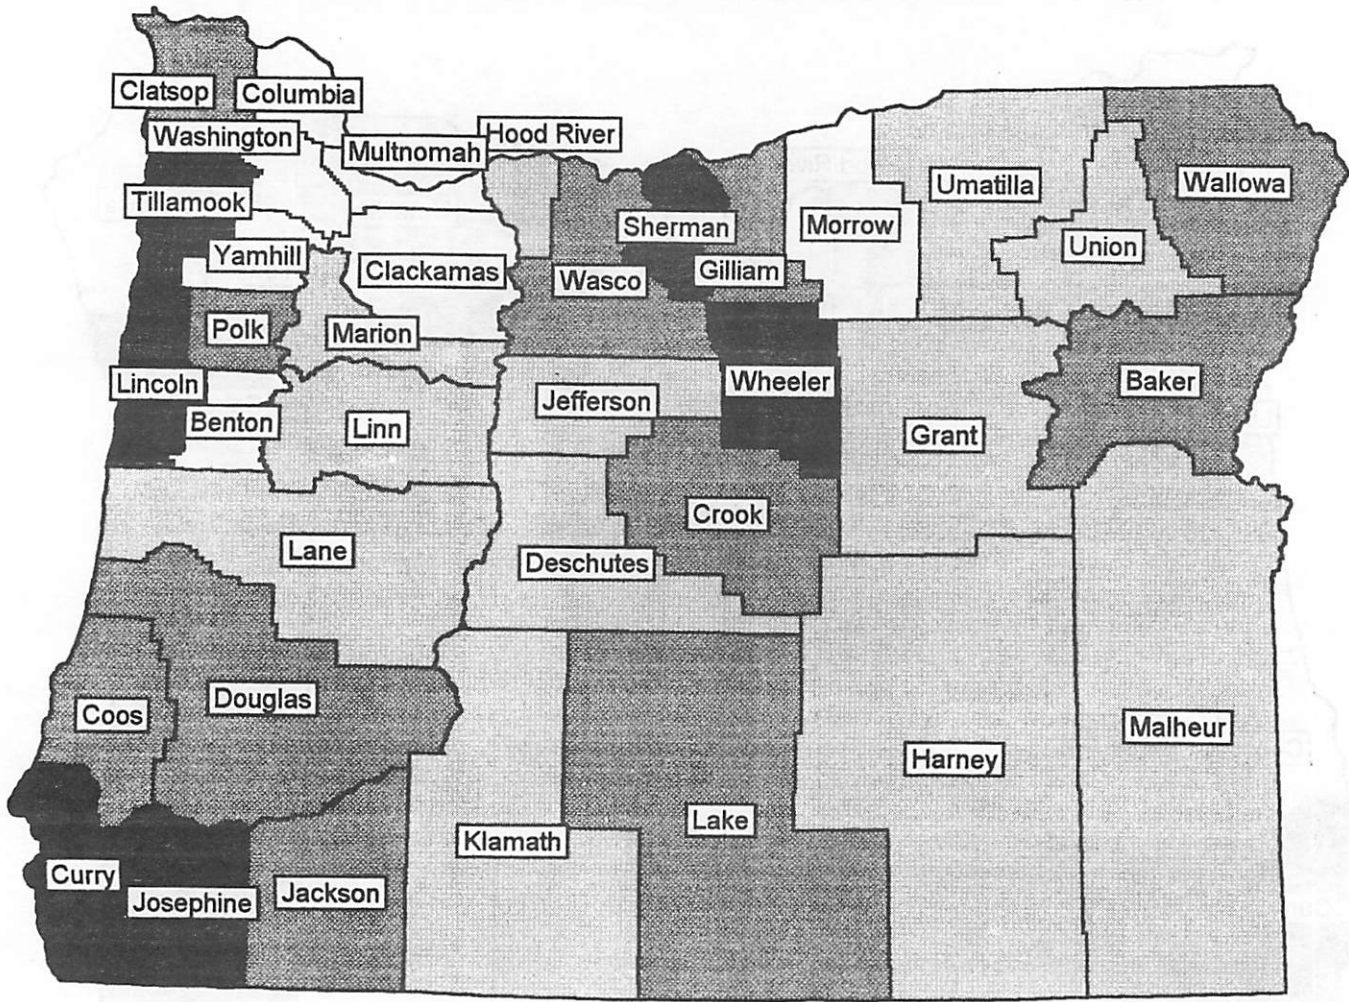 Clatsop
Columbia
Washington
Multnomah
Hood River
Tillamook
Yamhill
Clackamas
Sherman
Morrow
Umatilla
Wallowa
Union
Wasco
Gilliam
Polk
Marion
Lincoln
Benton
Linn
Jefferson
Wheeler
Grant
Baker
Lane
Deschutes
Crook
Coos
Douglas
Harney
Malheur
Klamath
Lake
Curry
Josephine
Jackson